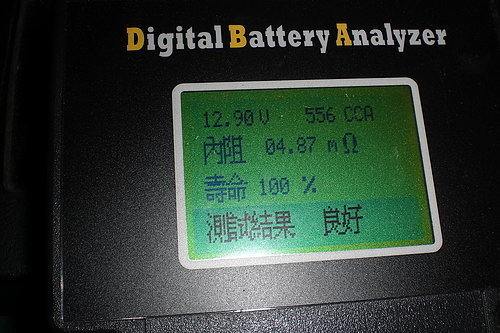 Digital Battery Analyzer
12.90 V 556 CCA
內阻 04.87 mΩ
壽命 100 %
測試結果 良好